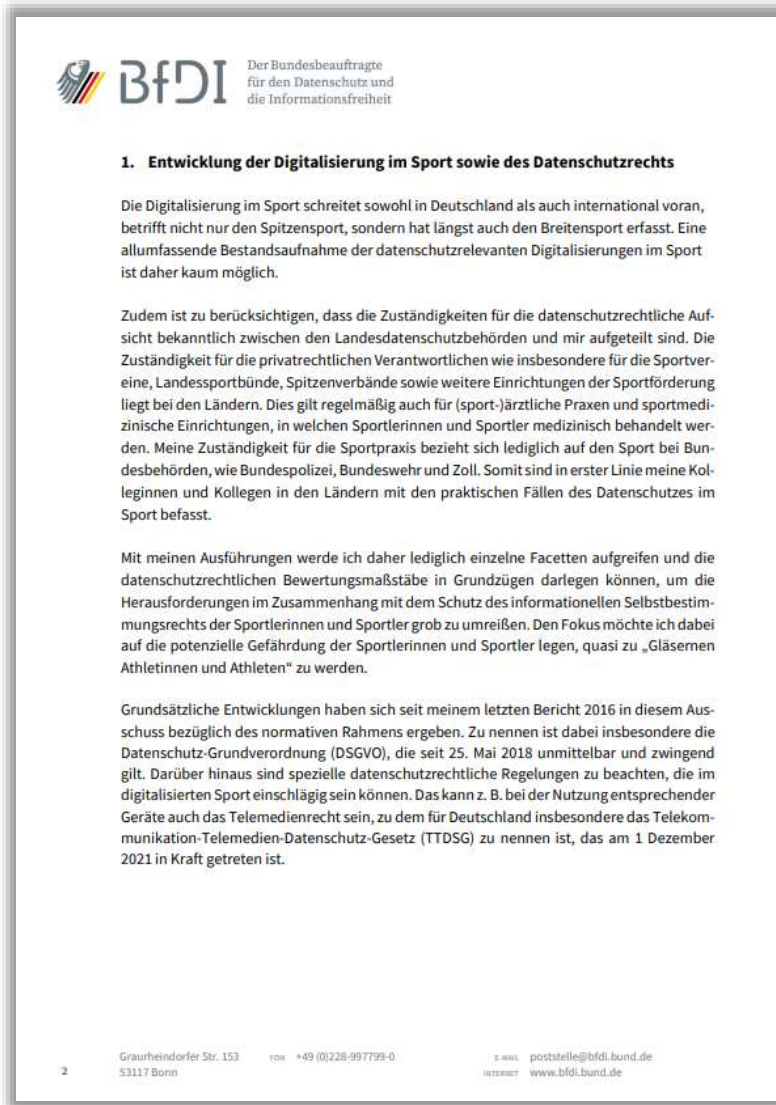 BfDI
Der Bundesbeauftragte
für den Datenschutz und
die Informationsfreiheit
1. Entwicklung der Digitalisierung im Sport sowie des Datenschutzrechts
Die Digitalisierung im Sport schreitet sowohl in Deutschland als auch international voran,
betrifft nicht nur den Spitzensport, sondern hat längst auch den Breitensport erfasst. Eine
allumfassende Bestandsaufnahme der datenschutzrelevanten Digitalisierungen im Sport
ist daher kaum möglich.
Zudem ist zu berücksichtigen, dass die Zuständigkeiten für die datenschutzrechtliche Auf-
sicht bekanntlich zwischen den Landesdatenschutzbehörden und mir aufgeteilt sind. Die
Zuständigkeit für die privatrechtlichen Verantwortlichen wie insbesondere für die Sportver-
eine, Landessportbünde, Spitzenverbände sowie weitere Einrichtungen der Sportförderung
liegt bei den Ländern. Dies gilt regelmäßig auch für (sport-)ärztliche Praxen und sportmedi-
zinische Einrichtungen, in welchen Sportlerinnen und Sportler medizinisch behandelt wer-
den. Meine Zuständigkeit für die Sportpraxis bezieht sich lediglich auf den Sport bei Bun-
desbehörden, wie Bundespolizei, Bundeswehr und Zoll. Somit sind in erster Linie meine Kol-
leginnen und Kollegen in den Ländern mit den praktischen Fällen des Datenschutzes im
Sport befasst.
Mit meinen Ausführungen werde ich daher lediglich einzelne Facetten aufgreifen und die
datenschutzrechtlichen Bewertungsmaßstäbe in Grundzügen darlegen können, um die
Herausforderungen im Zusammenhang mit dem Schutz des informationellen Selbstbestim-
mungsrechts der Sportlerinnen und Sportler grob zu umreißen. Den Fokus möchte ich dabei
auf die potenzielle Gefährdung der Sportlerinnen und Sportler legen, quasi zu „Gläsernen
Athletinnen und Athleten“ zu werden.
Grundsätzliche Entwicklungen haben sich seit meinem letzten Bericht 2016 in diesem Aus-
schuss bezüglich des normativen Rahmens ergeben. Zu nennen ist dabei insbesondere die
Datenschutz-Grundverordnung (DSGVO), die seit 25. Mai 2018 unmittelbar und zwingend
gilt. Darüber hinaus sind spezielle datenschutzrechtliche Regelungen zu beachten, die im
digitalisierten Sport einschlägig sein können. Das kann z. B. bei der Nutzung entsprechender
Geräte auch das Telemedienrecht sein, zu dem für Deutschland insbesondere das Telekom-
munikation-Telemedien-Datenschutz-Gesetz (TTDSG) zu nennen ist, das am 1 Dezember
2021 in Kraft getreten ist.
2
Graurheindorfer Str. 153 FON +49 (0)228-997799-0 E-MAIL poststelle@bfdi.bund.de
53117 Bonn INTERNET www.bfdi.bund.de